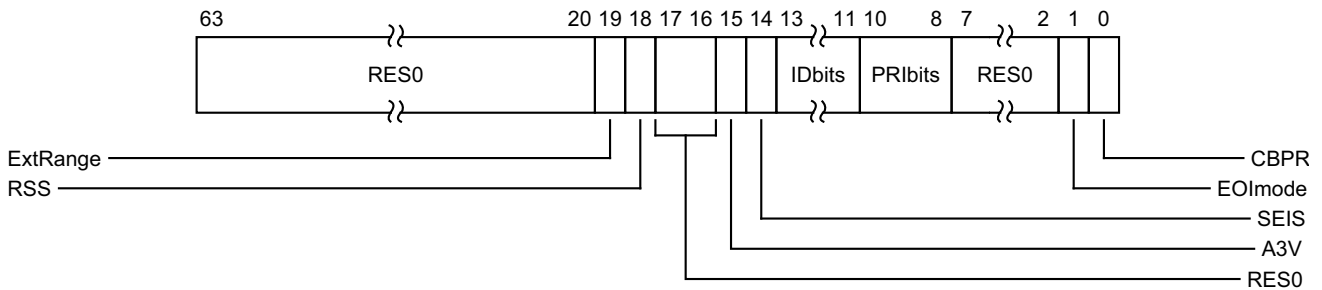 63 20 19 18 17 16 15 14 13 11 10 8 7 2 1 0
RES0 IDbits PRIbits RES0
ExtRange CBPR
RSS EOImode
SEIS
A3V
RES0